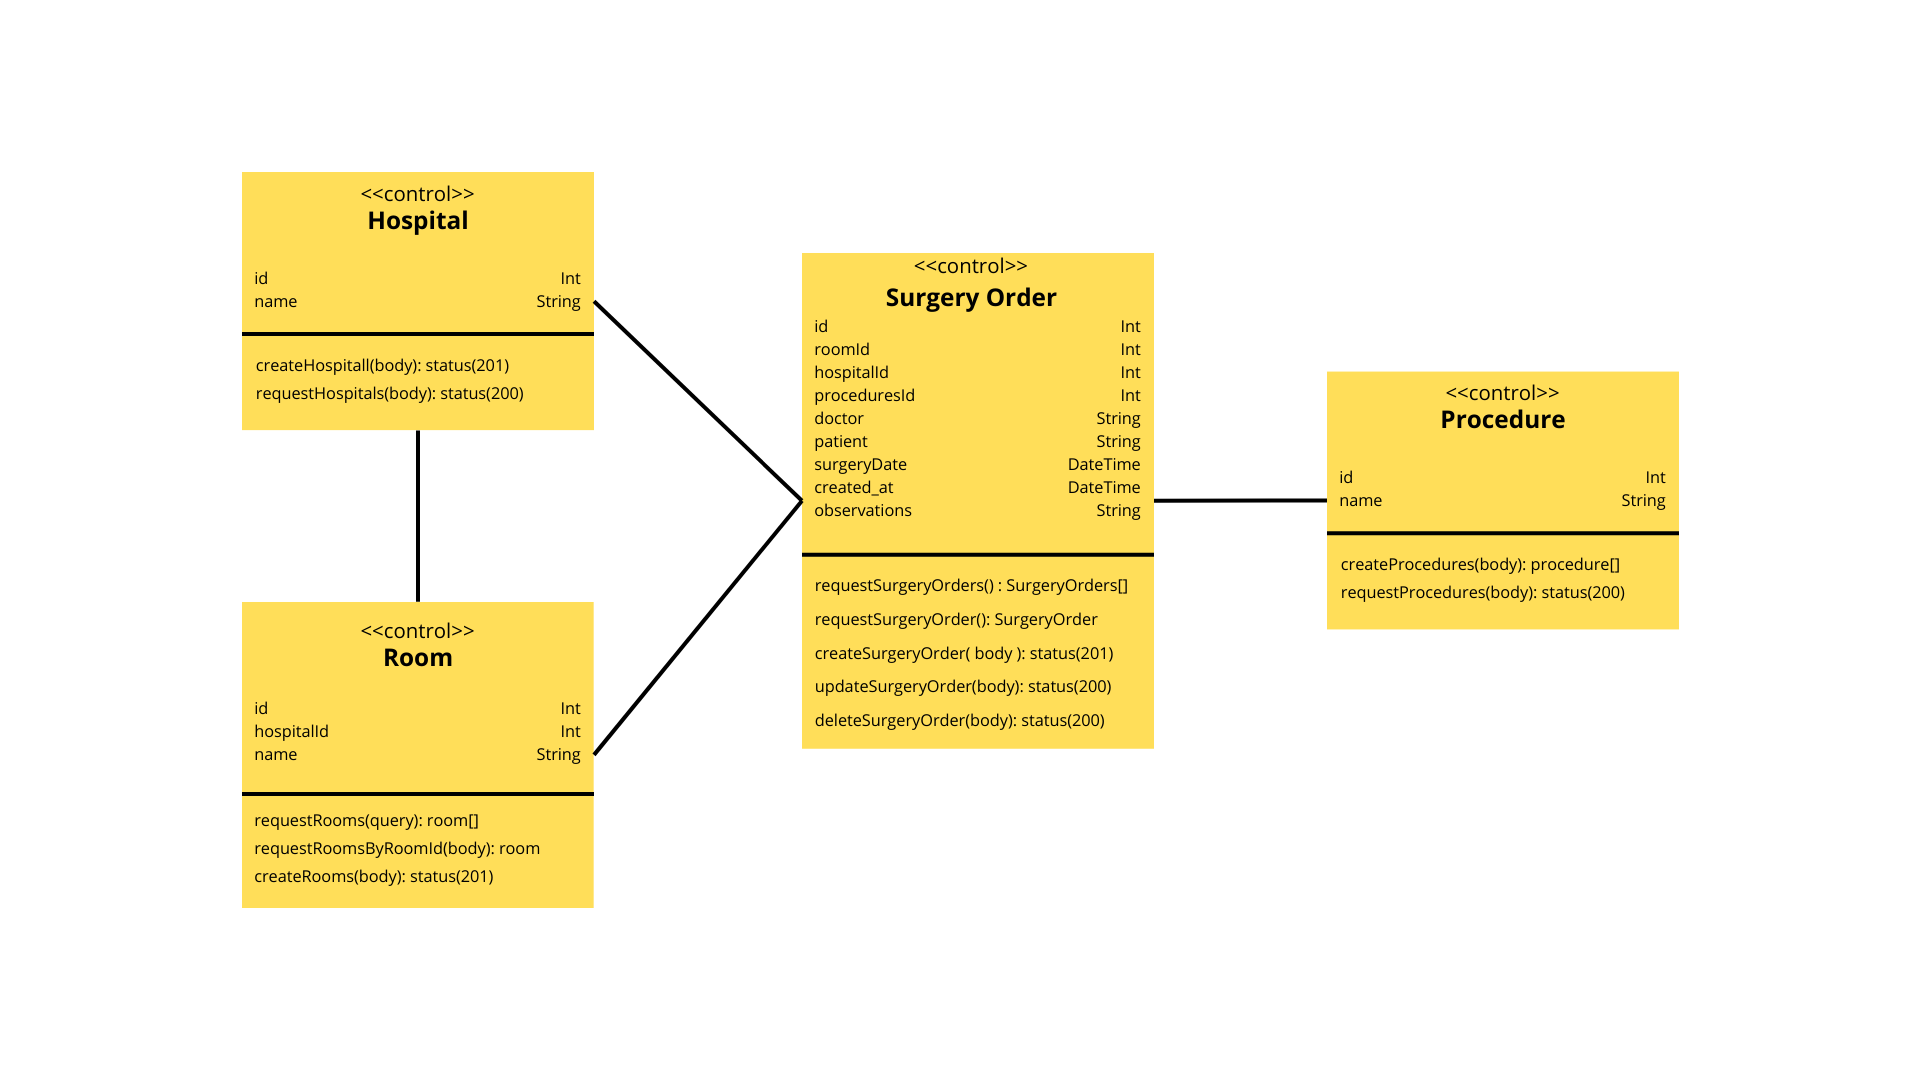 <<control>>
Hospital
id Int
name String
createHospitall(body): status(201)
requestHospitals(body): status(200)
<<control>>
Room
id Int
hospitalId Int
name String
requestRooms(query): room[]
requestRoomsByRoomId(body): room
createRooms(body): status(201)
<<control>>
Surgery Order
id Int
roomId Int
hospitalId Int
proceduresId Int
doctor String
patient String
surgeryDate DateTime
created_at DateTime
observations String
requestSurgeryOrders() : SurgeryOrders[]
requestSurgeryOrder(): SurgeryOrder
createSurgeryOrder( body ): status(201)
updateSurgeryOrder(body): status(200)
deleteSurgeryOrder(body): status(200)
<<control>>
Procedure
id Int
name String
createProcedures(body): procedure[]
requestProcedures(body): status(200)